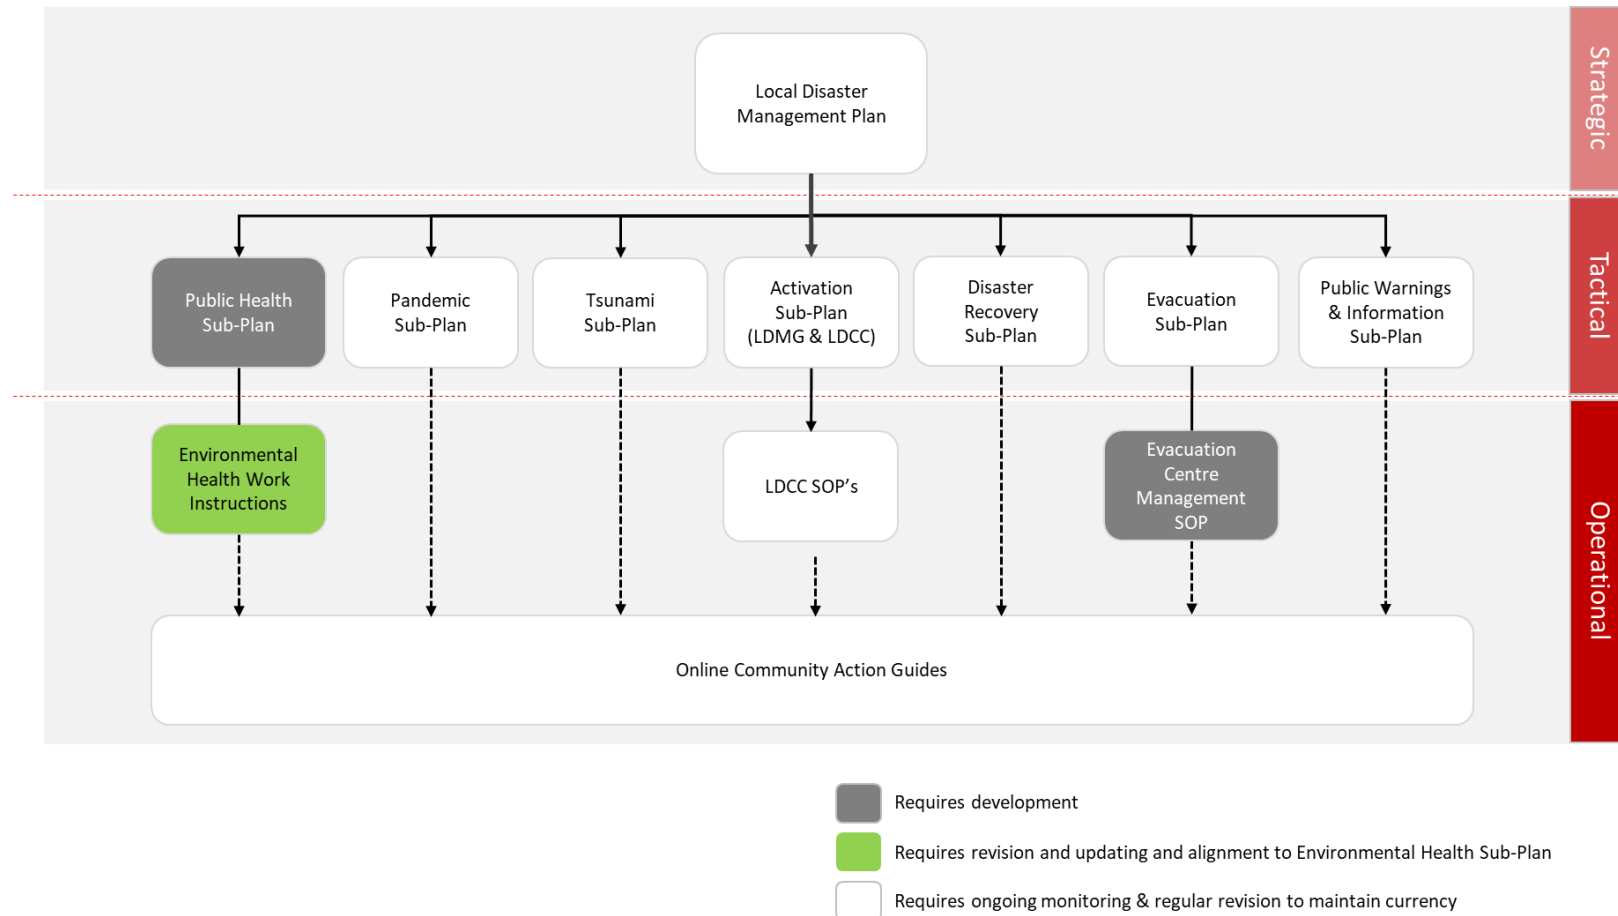 Strategic
Local Disaster
Management Plan
Tactical
Public Health
Sub-Plan
Pandemic
Sub-Plan
Tsunami
Sub-Plan
Activation
Sub-Plan
(LDMG & LDCC)
Disaster
Recovery
Sub-Plan
Evacuation
Sub-Plan
Public Warnings
& Information
Sub-Plan
Operational
Environmental
Health Work
Instructions
LDCC SOP’s
Evacuation
Centre
Management
SOP
Online Community Action Guides
Requires development
Requires revision and updating and alignment to Environmental Health Sub-Plan
Requires ongoing monitoring & regular revision to maintain currency